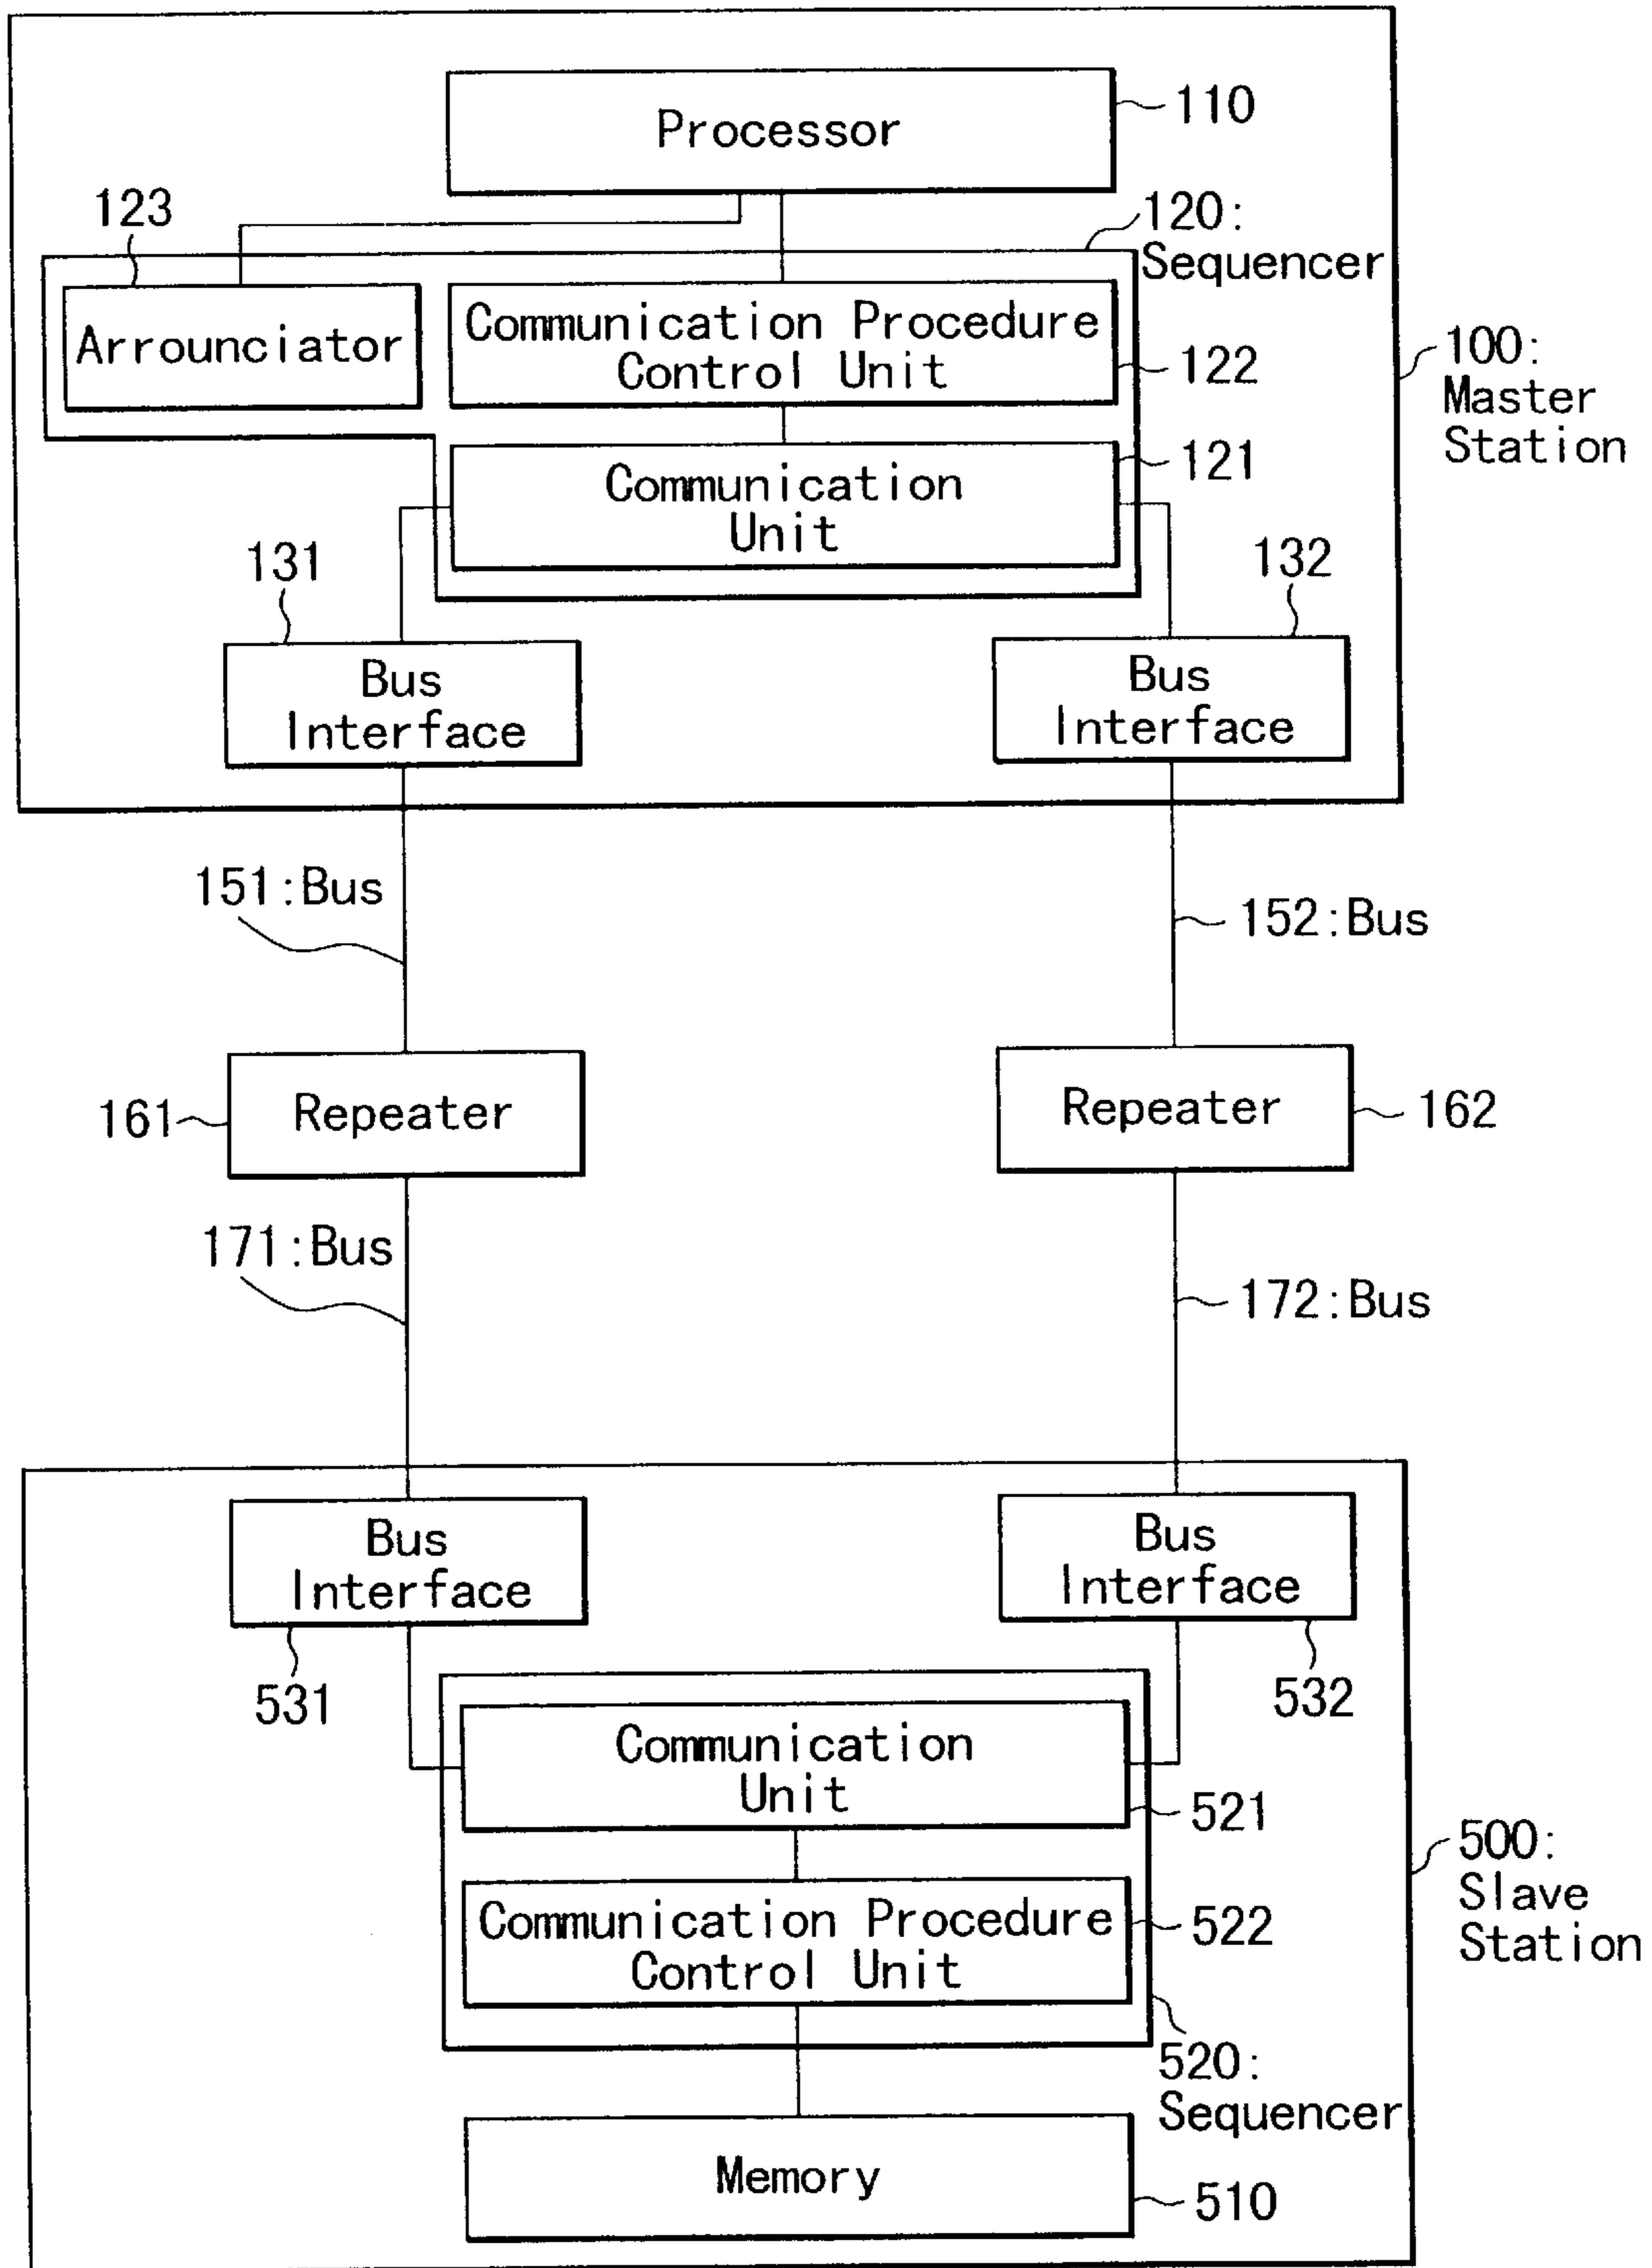 Processor
110
123
120:
Sequencer
Arrounciator
Communication Procedure
Control Unit
122
100:
Master
Station
Communication
Unit
121
131
132
Bus
Interface
Bus
Interface
151:Bus
152:Bus
161
Repeater
Repeater
162
171:Bus
172:Bus
Bus
Interface
Bus
Interface
531
532
Communication
Unit
521
500:
Slave
Station
Communication Procedure
Control Unit
522
520:
Sequencer
Memory
510